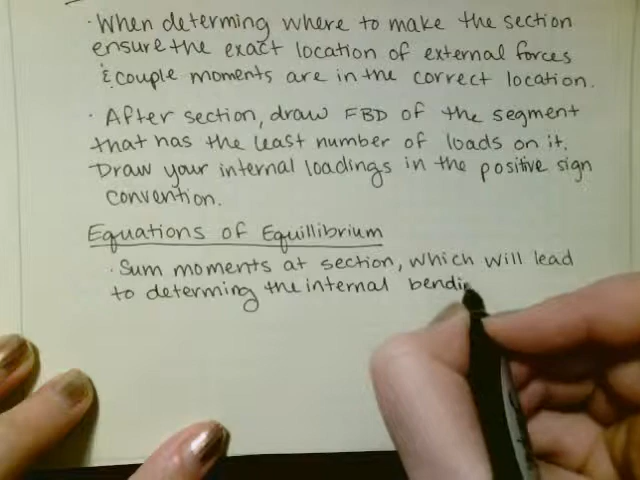 · When determining where to make the section
ensure the exact location of external forces
& couple moments are in the correct location.
· After section, draw FBD of the segment
that has the least number of loads on it.
Draw your internal loadings in the positive sign
convention.
Equations of Equillibrium
· Sum moments at section, which will lead
to determing the internal bendi